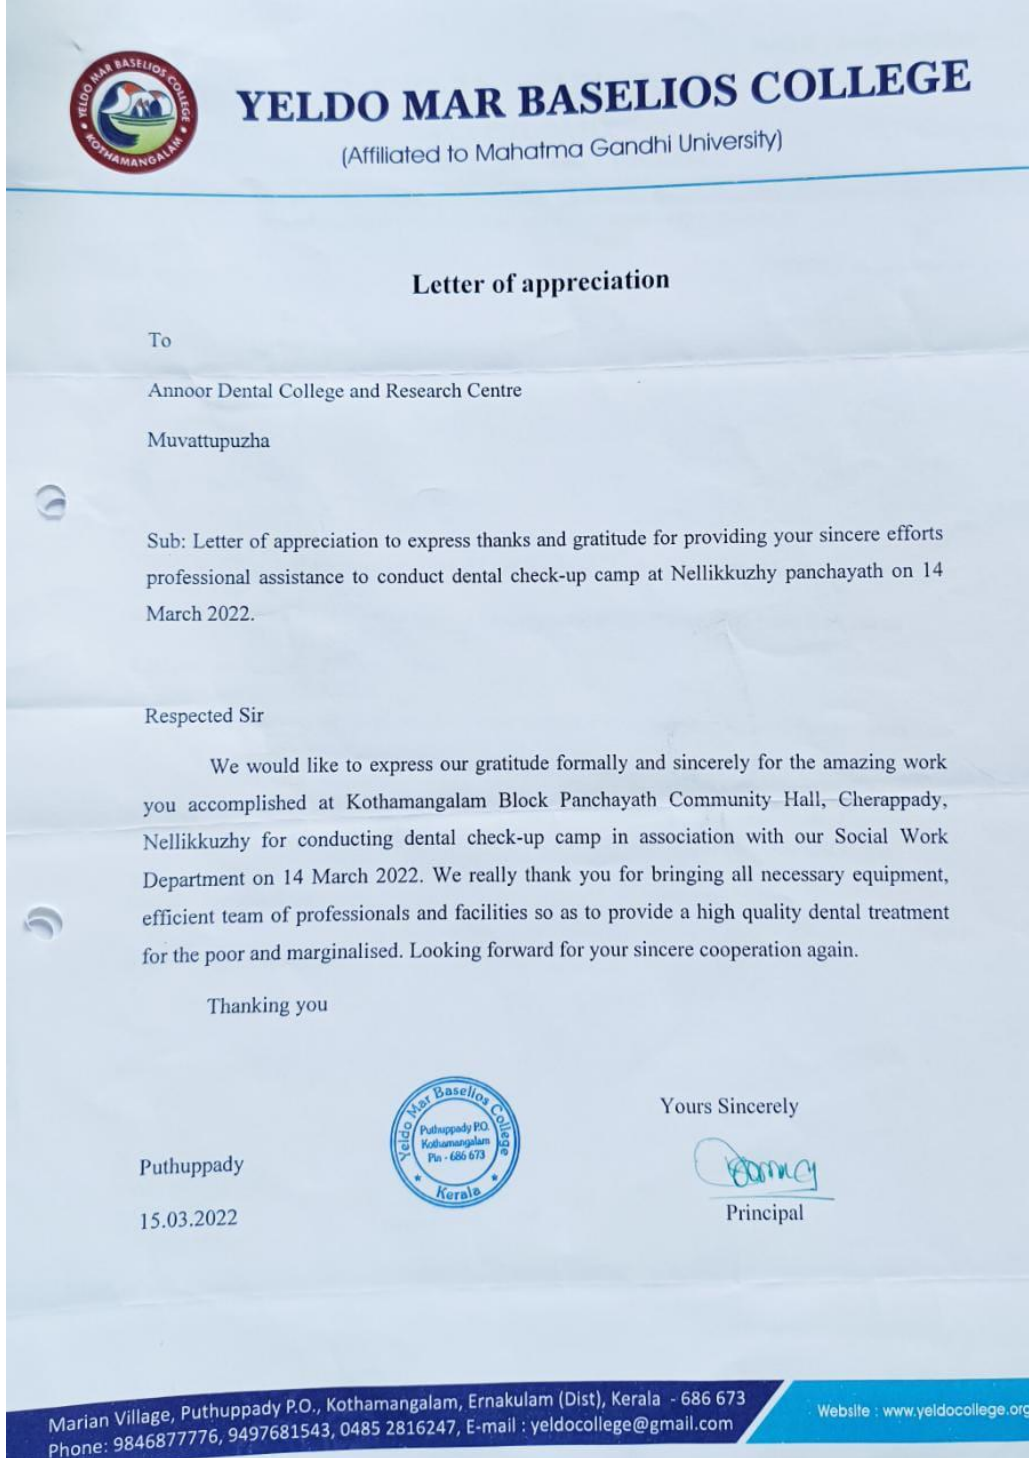 YELDO MAR BASELIOS COLLEGE
KOTHAMANGALAM
YELDO MAR BASELIOS COLLEGE
(Affiliated to Mahatma Gandhi University)
Letter of appreciation
To
Annoor Dental College and Research Centre
Muvattupuzha
Sub: Letter of appreciation to express thanks and gratitude for providing your sincere efforts
professional assistance to conduct dental check-up camp at Nellikkuzhy panchayath on 14
March 2022.
Respected Sir
We would like to express our gratitude formally and sincerely for the amazing work
you accomplished at Kothamangalam Block Panchayath Community Hall, Cherappady,
Nellikkuzhy for conducting dental check-up camp in association with our Social Work
Department on 14 March 2022. We really thank you for bringing all necessary equipment,
efficient team of professionals and facilities so as to provide a high quality dental treatment
for the poor and marginalised. Looking forward for your sincere cooperation again.
Thanking you
Yeldo Mar Baselios College
Puthuppady P.O.
Kothamangalam
Pin - 686 673
Kerala
Yours Sincerely
Puthuppady
Principal
15.03.2022
Marian Village, Puthuppady P.O., Kothamangalam, Ernakulam (Dist), Kerala - 686 673
Phone: 9846877776, 9497681543, 0485 2816247, E-mail : yeldocollege@gmail.com
Website : www.yeldocollege.org